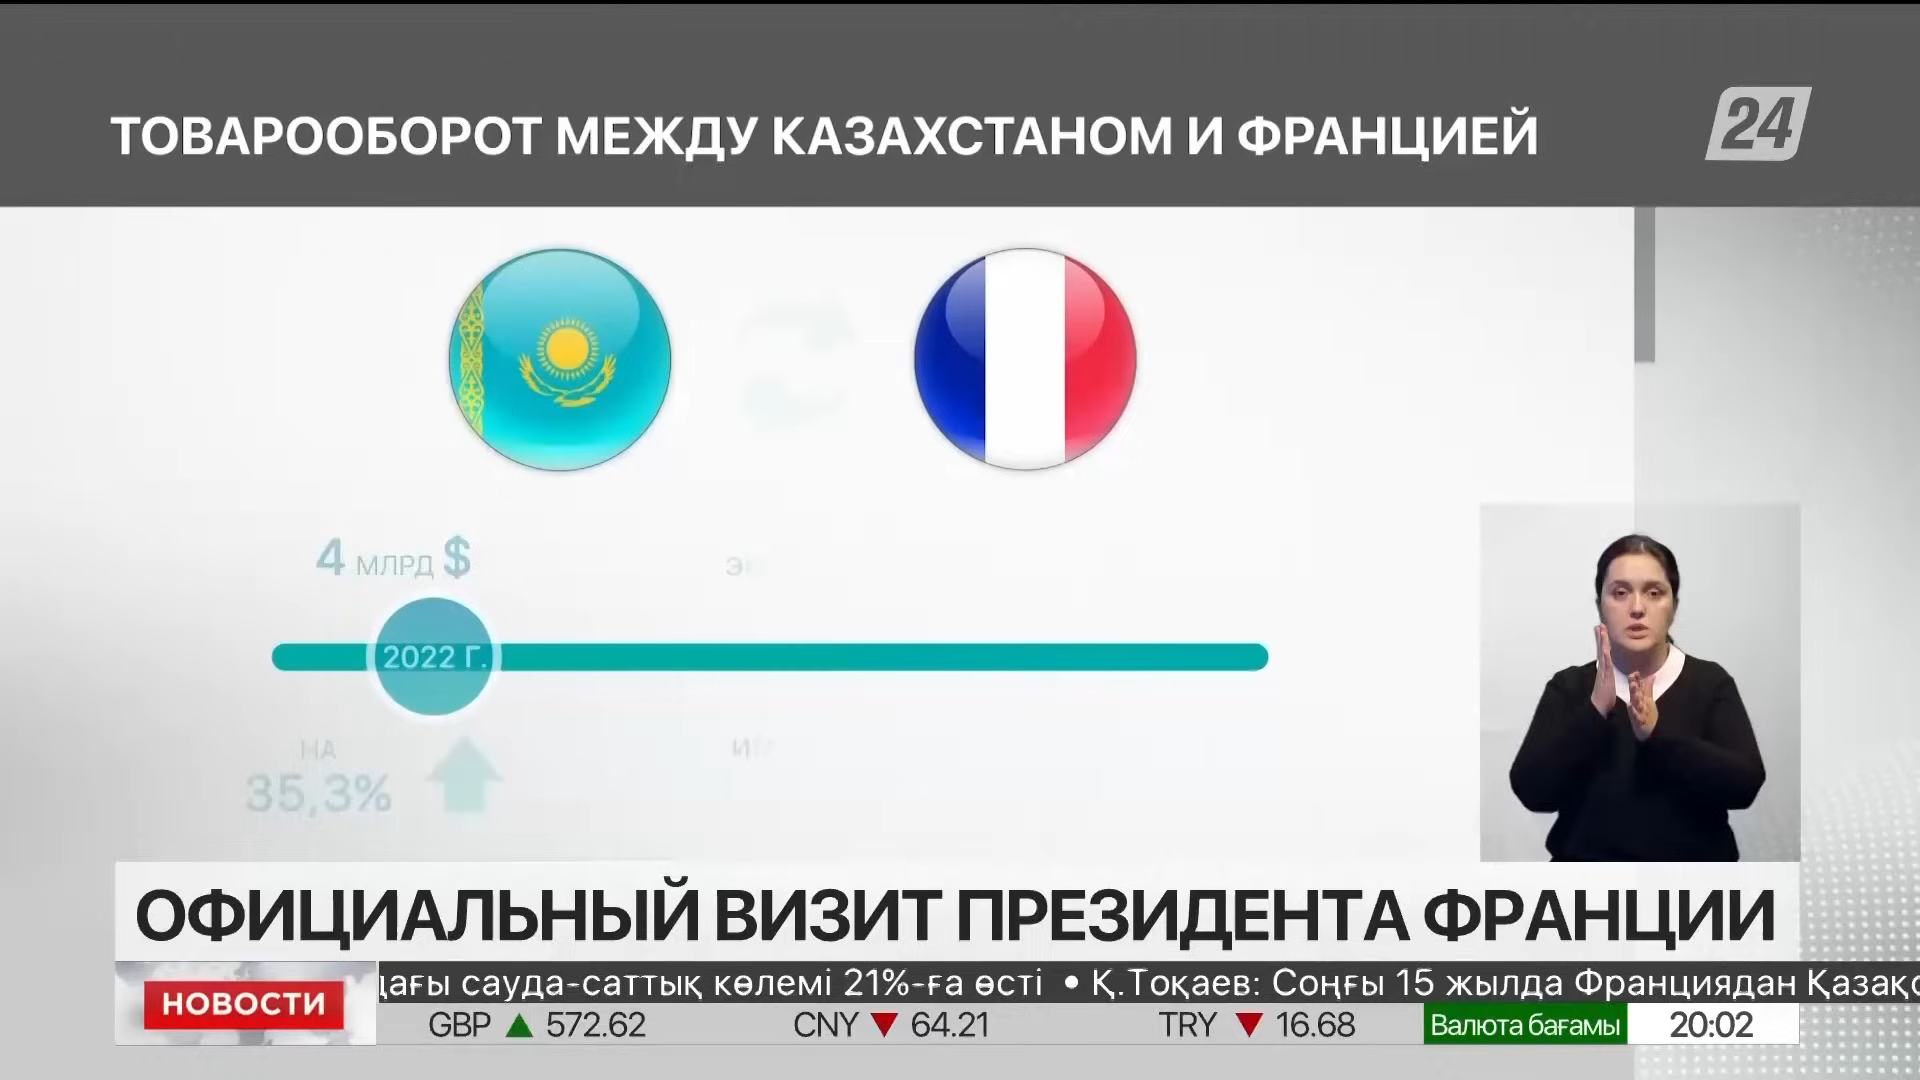 ТОВАРООБОРОТ МЕЖДУ КАЗАХСТАНОМ И ФРАНЦИЕЙ
24
4 МЛРД $
2022 Г.
НА
35,3%
ОФИЦИАЛЬНЫЙ ВИЗИТ ПРЕЗИДЕНТА ФРАНЦИИ
НОВОСТИ
дағы сауда-саттық көлемі 21%-ға өсті • Қ.Тоқаев: Соңғы 15 жылда Франциядан
GBP ▲ 572.62 CNY ▼ 64.21 TRY ▼ 16.68 Валюта бағамы 20:02